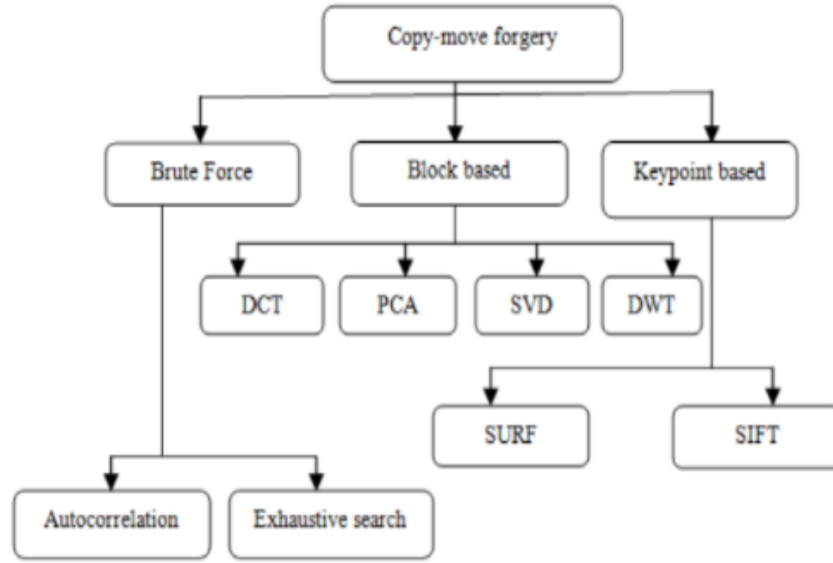 Copy-move forgery
Brute Force
Block based
Keypoint based
DCT
PCA
SVD
DWT
SURF
SIFT
Autocorrelation
Exhaustive search